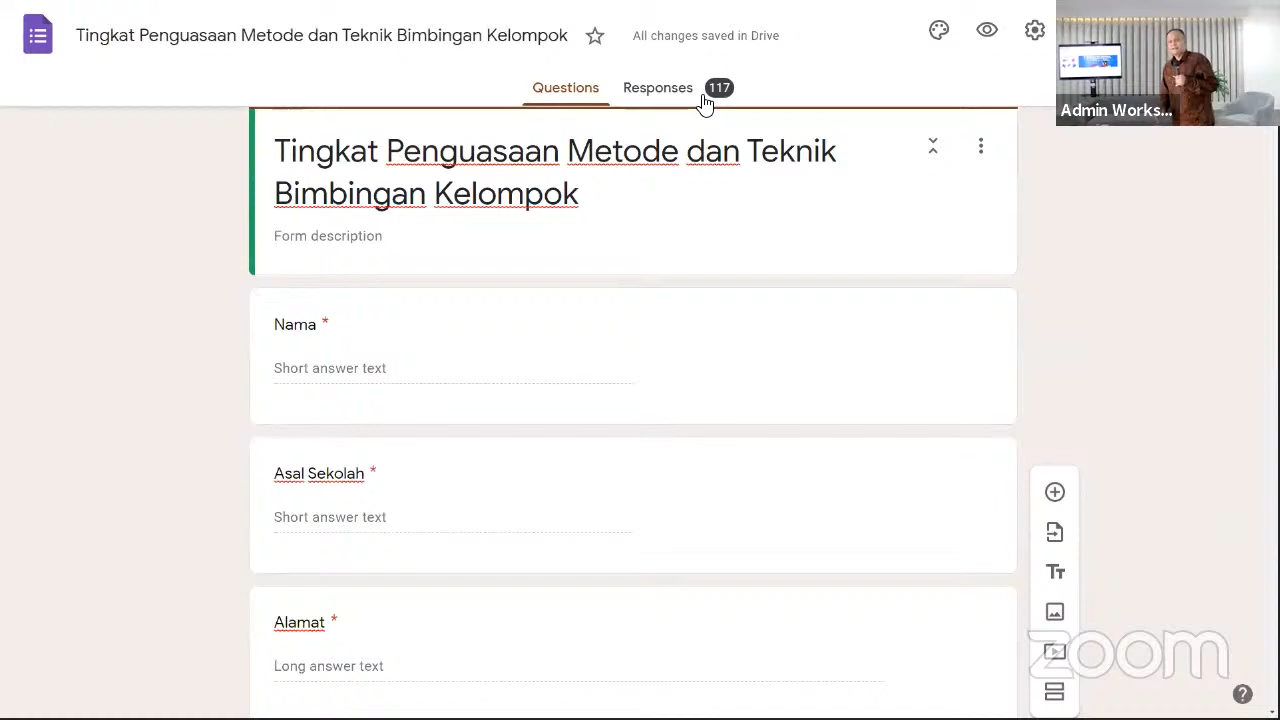 Tingkat Penguasaan Metode dan Teknik Bimbingan Kelompok
All changes saved in Drive
Questions
Responses
117
Admin Works...
Tingkat Penguasaan Metode dan Teknik
Bimbingan Kelompok
Form description
Nama *
Short answer text
Asal Sekolah *
Short answer text
Alamat *
Long answer text
Tт
zoom